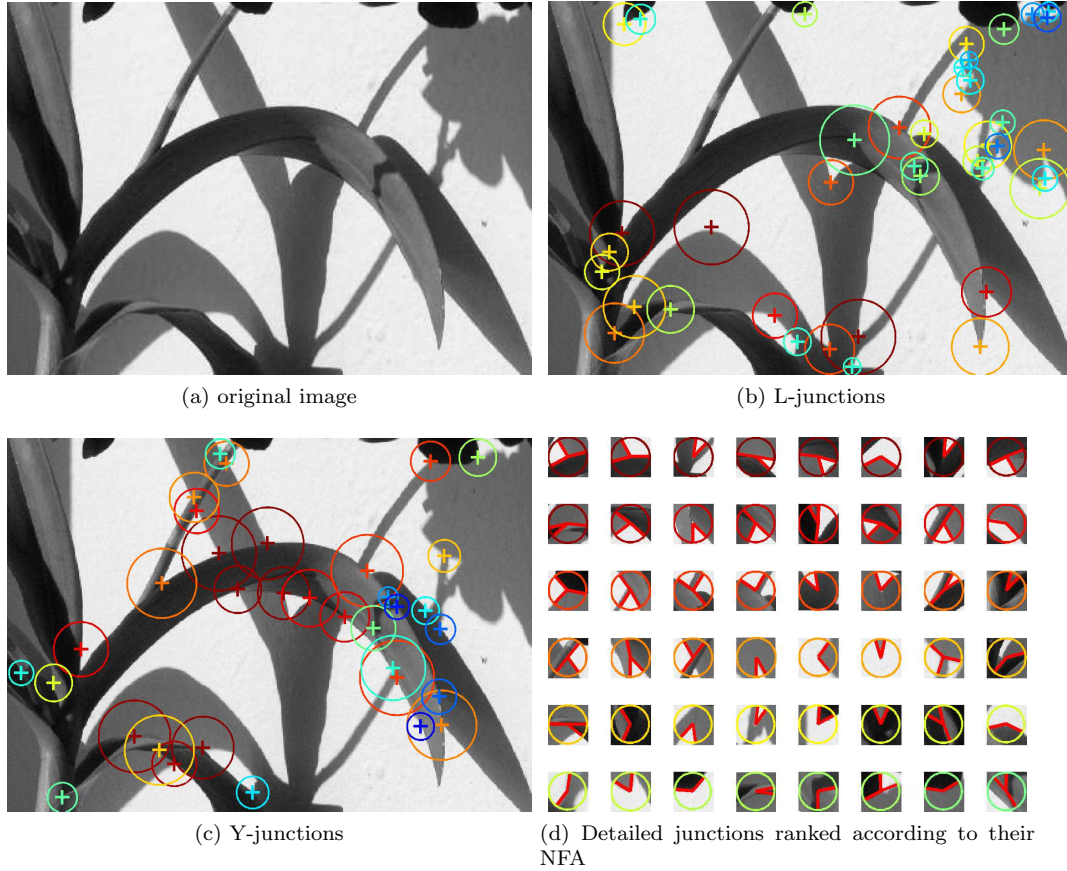 (a) original image
(b) L-junctions
(c) Y-junctions
(d) Detailed junctions ranked according to their
NFA